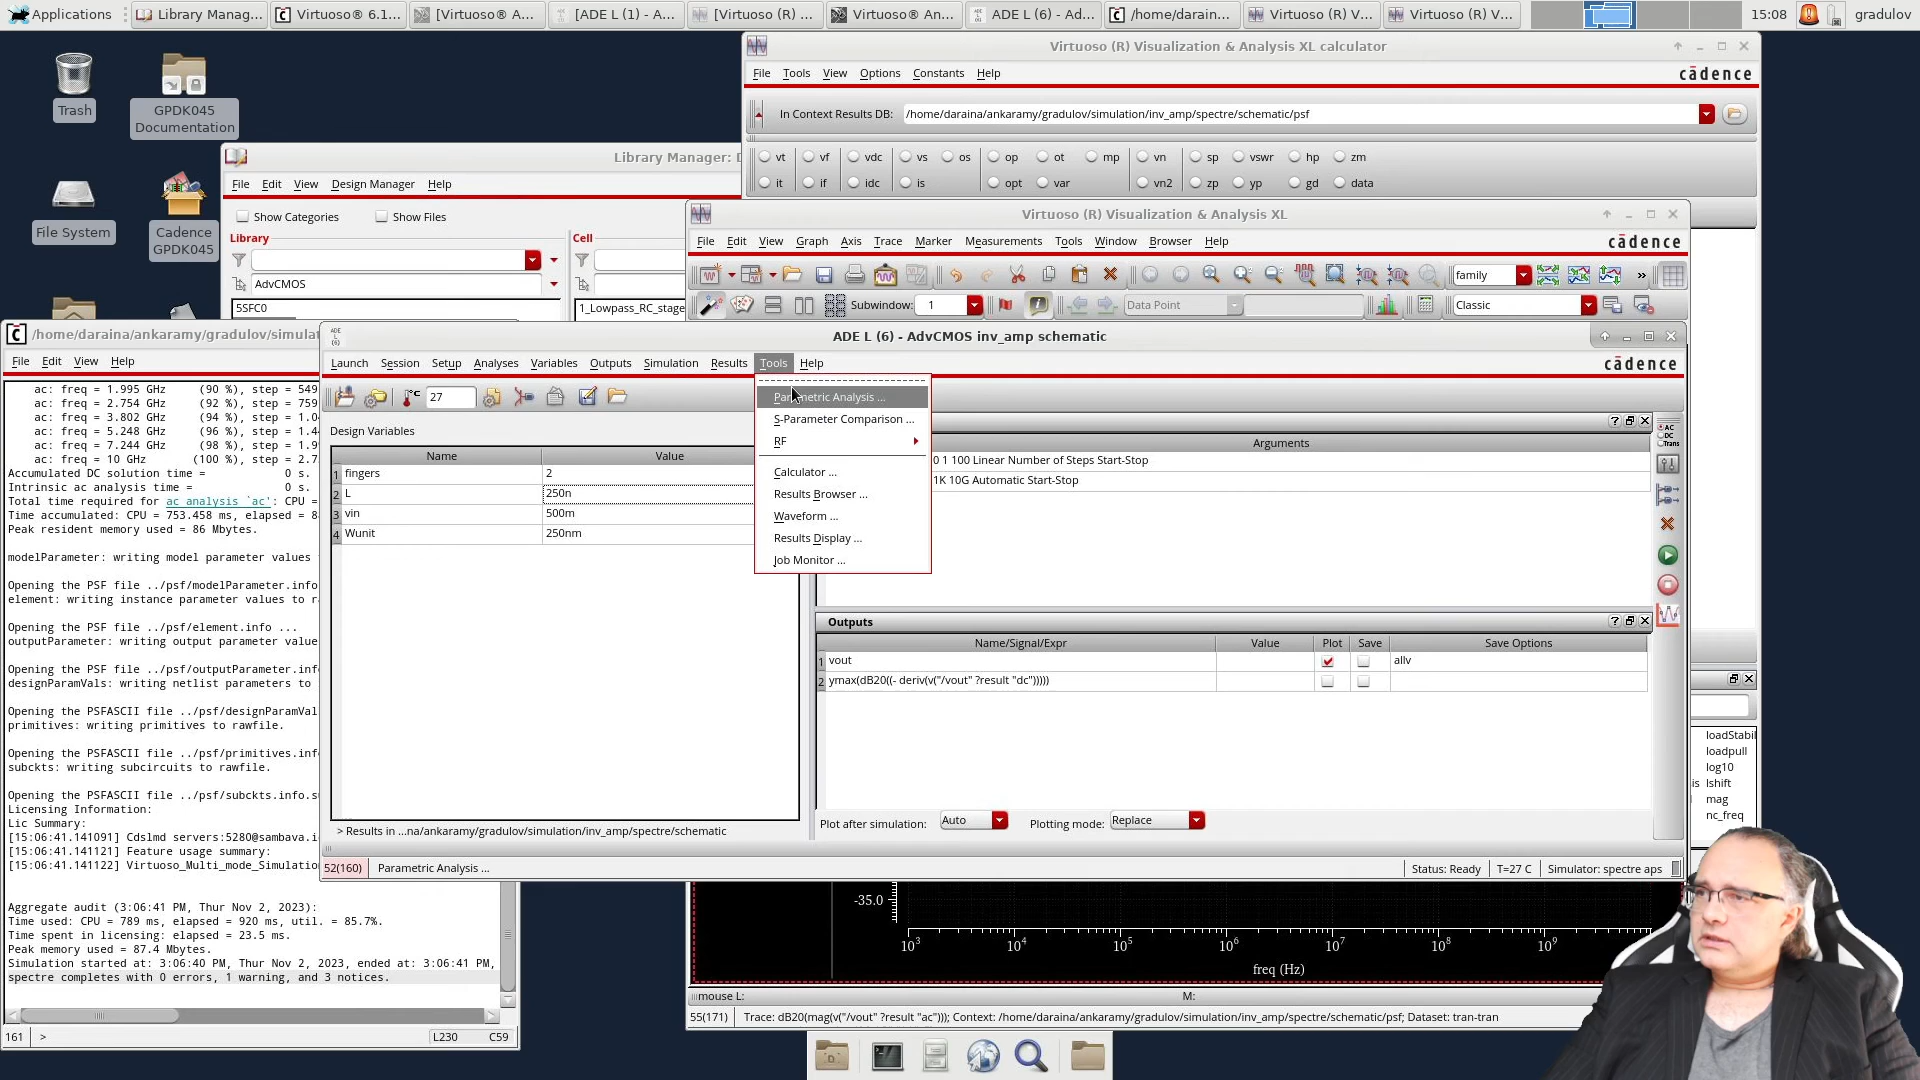 Applications
Library Manag...
Virtuoso® 6.1...
[Virtuoso® A...
[ADE L (1) - A...
[Virtuoso (R) ...
Virtuoso® An...
ADE L (6) - Ad...
/home/darain...
Virtuoso (R) V...
Virtuoso (R) V...
15:08
gradulov
Trash
GPDK045
Documentation
File System
Cadence
GPDK045
Virtuoso (R) Visualization & Analysis XL calculator
File Tools View Options Constants Help
cādence
In Context Results DB: /home/daraina/ankaramy/gradulov/simulation/inv_amp/spectre/schematic/psf
vt vf vdc vs os op ot mp vn sp vswr hp zm
it if idc is opt var vn2 zp yp gd data
Library Manager: D
File Edit View Design Manager Help
Show Categories Show Files
Library
Cell
AdvCMOS
5SFC0
1_Lowpass_RC_stage
Virtuoso (R) Visualization & Analysis XL
File Edit View Graph Axis Trace Marker Measurements Tools Window Browser Help
cādence
family
Subwindow: 1
Data Point
Classic
/home/daraina/ankaramy/gradulov/simulat
File Edit View Help
ac: freq = 1.995 GHz (90 %), step = 549
ac: freq = 2.754 GHz (92 %), step = 759
ac: freq = 3.802 GHz (94 %), step = 1.0
ac: freq = 5.248 GHz (96 %), step = 1.4
ac: freq = 7.244 GHz (98 %), step = 1.9
ac: freq = 10 GHz (100 %), step = 2.7
Accumulated DC solution time = 0 s.
Intrinsic ac analysis time = 0 s.
Total time required for ac analysis `ac': CPU =
Time accumulated: CPU = 753.458 ms, elapsed = 8
Peak resident memory used = 86 Mbytes.
modelParameter: writing model parameter values
Opening the PSF file ../psf/modelParameter.info
element: writing instance parameter values to r
Opening the PSF file ../psf/element.info ...
outputParameter: writing output parameter value
Opening the PSF file ../psf/outputParameter.inf
designParamVals: writing netlist parameters to
Opening the PSFASCII file ../psf/designParamVal
primitives: writing primitives to rawfile.
Opening the PSFASCII file ../psf/primitives.inf
subckts: writing subcircuits to rawfile.
Opening the PSFASCII file ../psf/subckts.info.s
Licensing Information:
Lic Summary:
[15:06:41.141091] Cdslmd servers:5280@sambava.i
[15:06:41.141121] Feature usage summary:
[15:06:41.141122] Virtuoso_Multi_mode_Simulatio
Aggregate audit (3:06:41 PM, Thur Nov 2, 2023):
Time used: CPU = 789 ms, elapsed = 920 ms, util. = 85.7%.
Time spent in licensing: elapsed = 23.5 ms.
Peak memory used = 87.4 Mbytes.
Simulation started at: 3:06:40 PM, Thur Nov 2, 2023, ended at: 3:06:41 PM,
spectre completes with 0 errors, 1 warning, and 3 notices.
161 > L230 C59
ADE L (6) - AdvCMOS inv_amp schematic
Launch Session Setup Analyses Variables Outputs Simulation Results Tools Help
cādence
27
Design Variables
Name Value
1 fingers 2
2 L 250n
3 vin 500m
4 Wunit 250nm
Parametric Analysis ...
S-Parameter Comparison ...
RF
Calculator ...
Results Browser ...
Waveform ...
Results Display ...
Job Monitor ...
Arguments
0 1 100 Linear Number of Steps Start-Stop
1K 10G Automatic Start-Stop
AC
DC
Trans
Outputs
Name/Signal/Expr Value Plot Save Save Options
1 vout allv
2 ymax(dB20((- deriv(v("/vout" ?result "dc")))))
Plot after simulation: Auto Plotting mode: Replace
> Results in ...na/ankaramy/gradulov/simulation/inv_amp/spectre/schematic
52(160) Parametric Analysis ...
Status: Ready T=27 C Simulator: spectre aps
loadStabil
loadpull
log10
is lshift
mag
nc_freq
-35.0
10³ 10⁴ 10⁵ 10⁶ 10⁷ 10⁸ 10⁹
freq (Hz)
mouse L: M:
55(171) Trace: dB20(mag(v("/vout" ?result "ac"))); Context: /home/daraina/ankaramy/gradulov/simulation/inv_amp/spectre/schematic/psf; Dataset: tran-tran